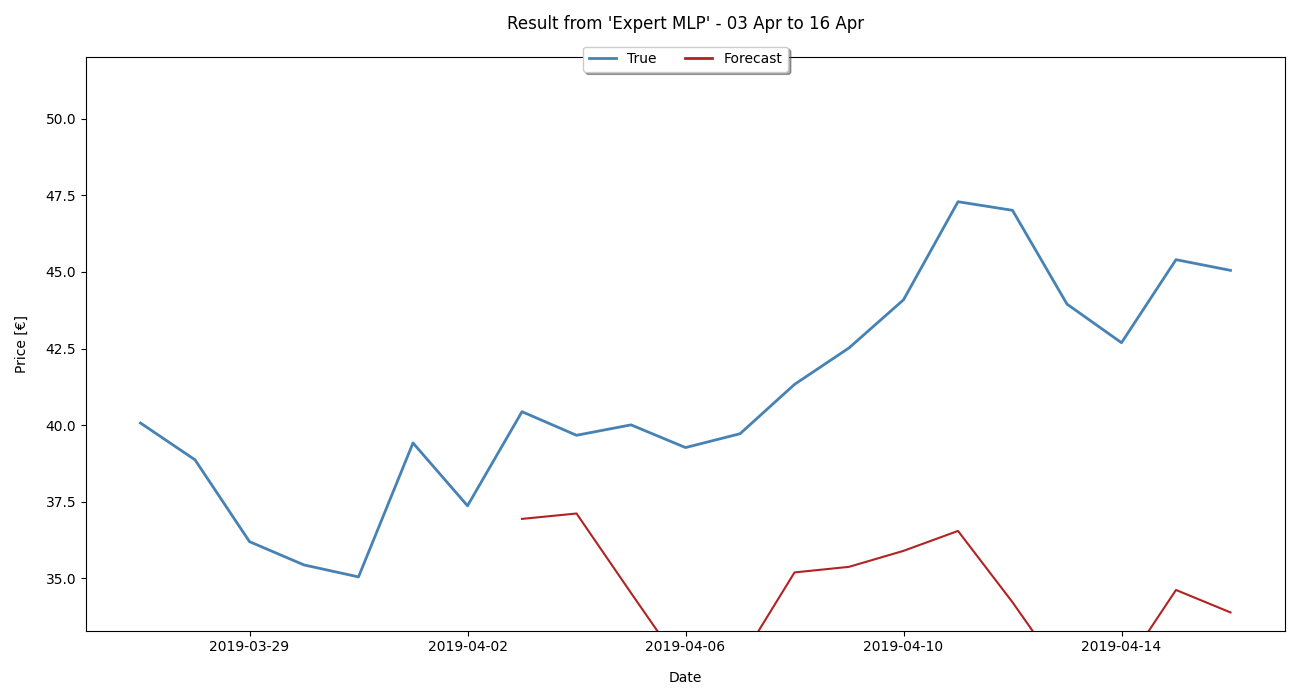 Result from 'Expert MLP' - 03 Apr to 16 Apr
True Forecast
50.0
47.5
45.0
42.5
40.0
37.5
35.0
Price [€]
2019-03-29 2019-04-02 2019-04-06 2019-04-10 2019-04-14
Date